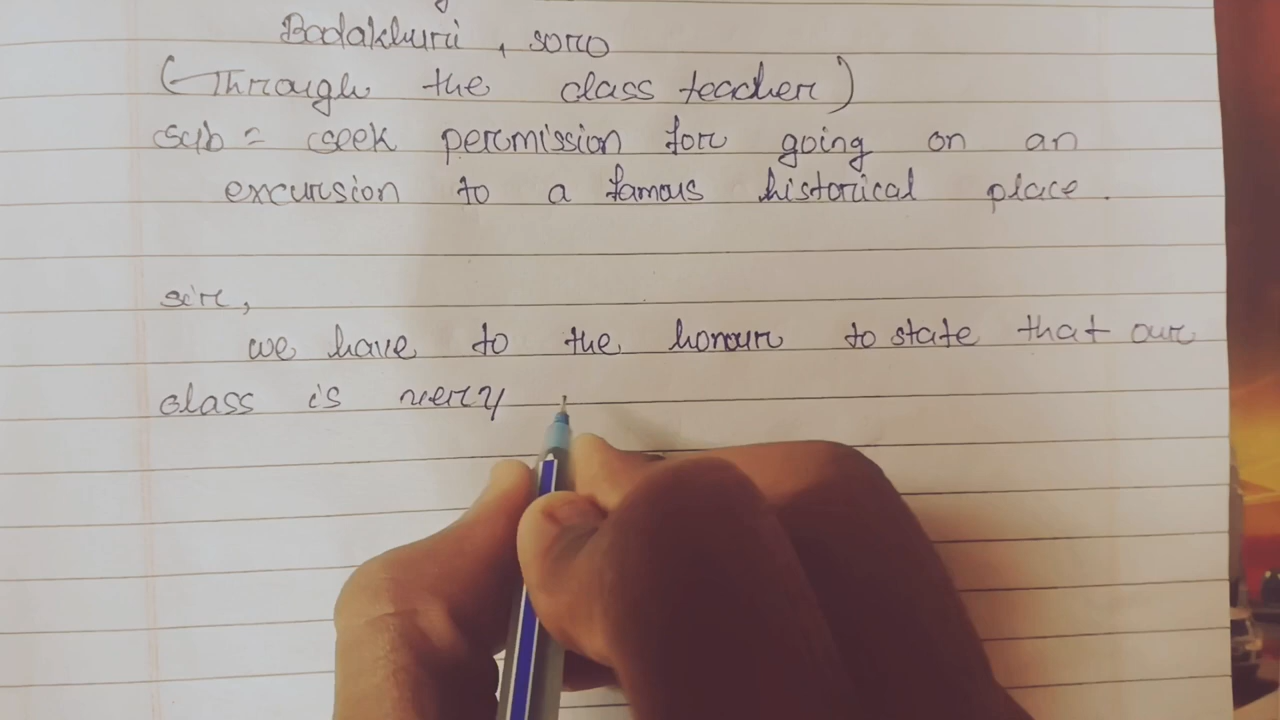 Badakhuri, soro
(Through the class teacher)
Sub = seek permission for going on an
excursion to a famous historical place.
sir,
we have to the honour to state that our
class is very